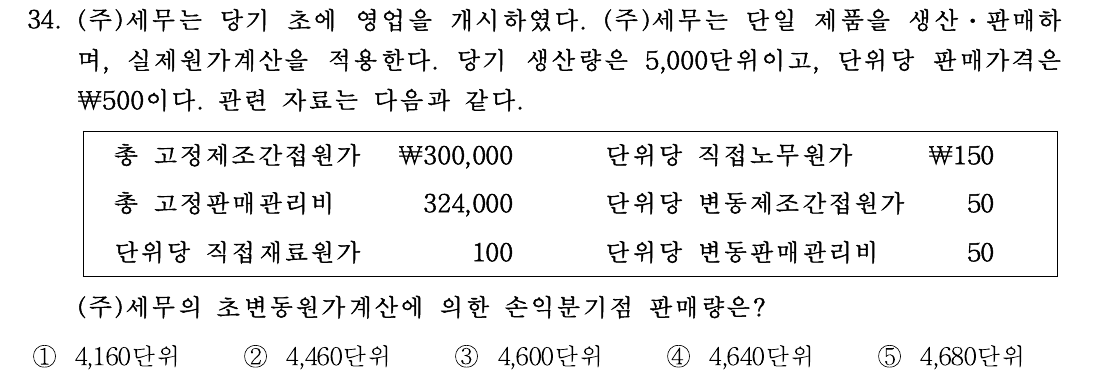 34. (주)세무는 당기 초에 영업을 개시하였다. (주)세무는 단일 제품을 생산·판매하
며, 실제원가계산을 적용한다. 당기 생산량은 5,000단위이고, 단위당 판매가격은
₩500이다. 관련 자료는 다음과 같다.
총 고정제조간접원가 ₩300,000 단위당 직접노무원가 ₩150
총 고정판매관리비 324,000 단위당 변동제조간접원가 50
단위당 직접재료원가 100 단위당 변동판매관리비 50
(주)세무의 초변동원가계산에 의한 손익분기점 판매량은?
① 4,160단위 ② 4,460단위 ③ 4,600단위 ④ 4,640단위 ⑤ 4,680단위